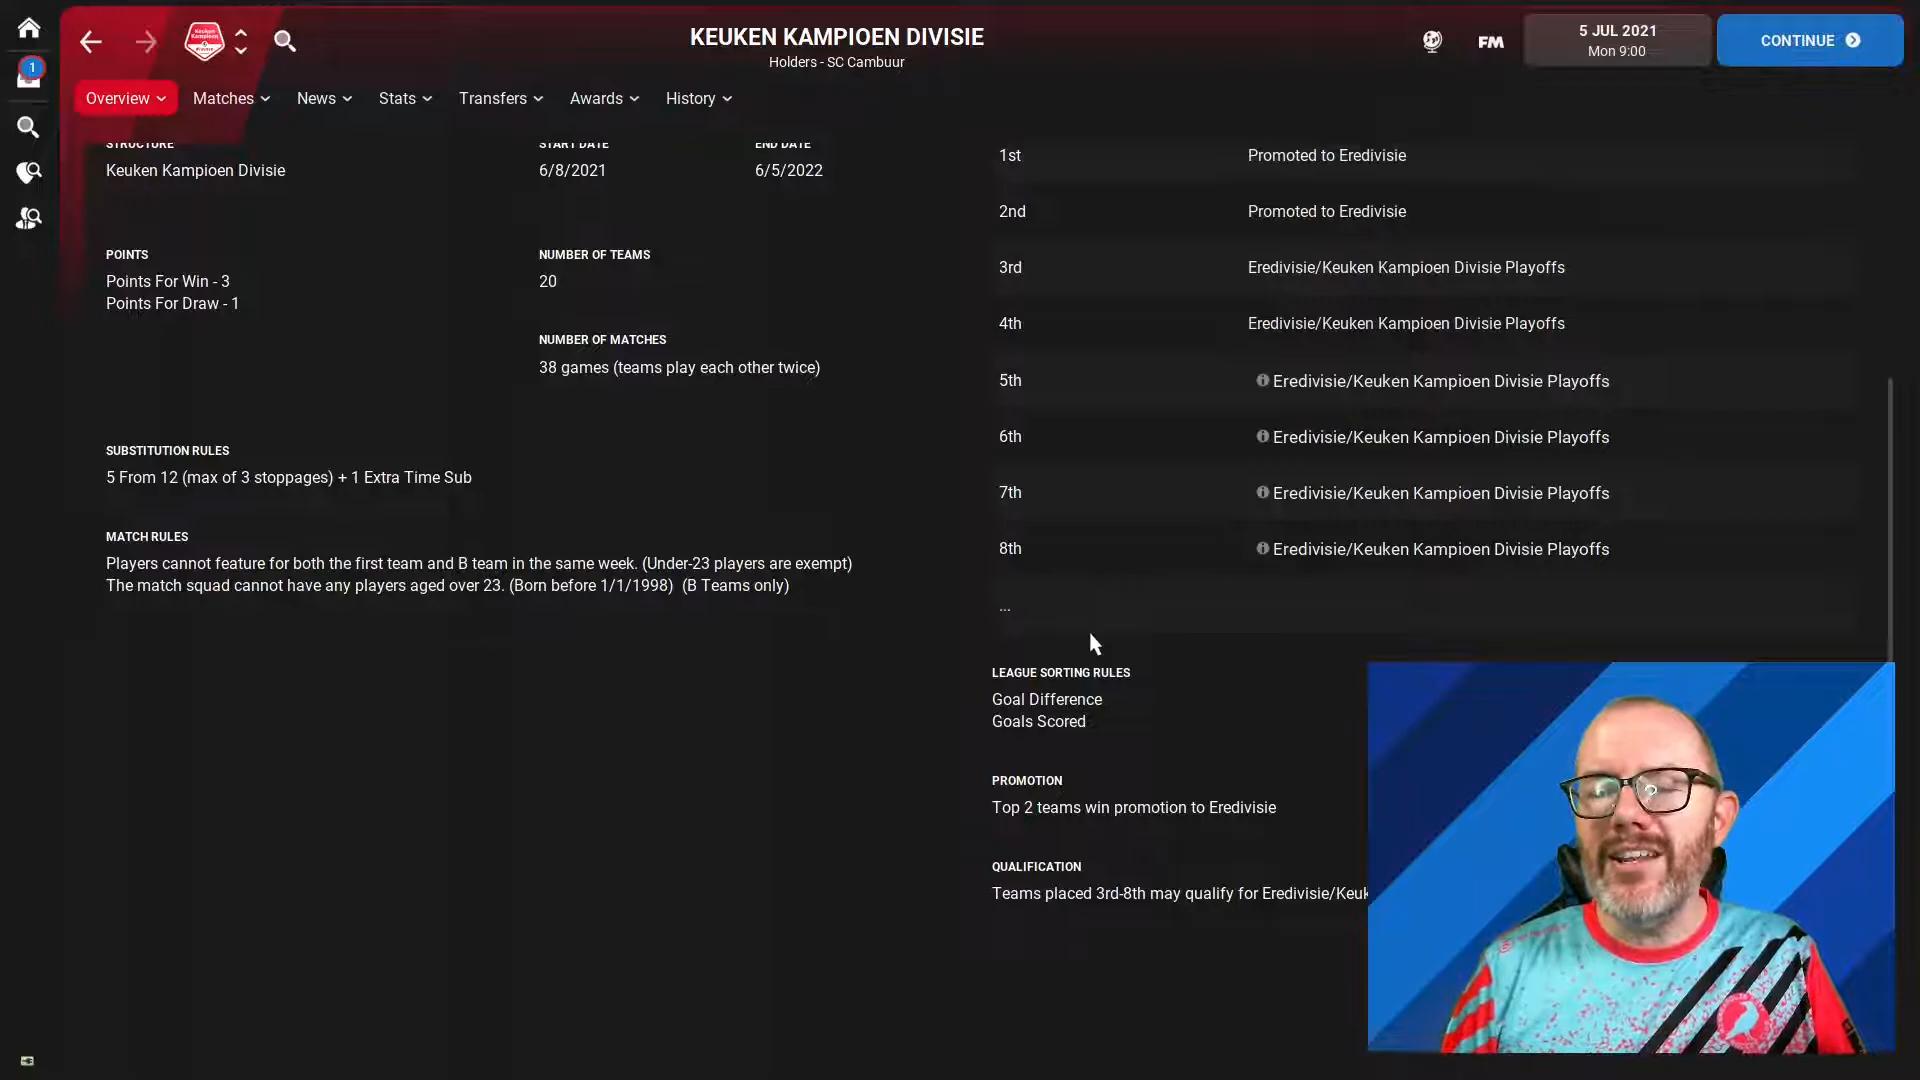 KEUKEN KAMPIOEN DIVISIE
Holders - SC Cambuur
FM
5 JUL 2021
Mon 9:00
CONTINUE
1
Overview
Matches
News
Stats
Transfers
Awards
History
STRUCTURE
START DATE
END DATE
Keuken Kampioen Divisie
6/8/2021
6/5/2022
POINTS
Points For Win - 3
Points For Draw - 1
NUMBER OF TEAMS
20
NUMBER OF MATCHES
38 games (teams play each other twice)
SUBSTITUTION RULES
5 From 12 (max of 3 stoppages) + 1 Extra Time Sub
MATCH RULES
Players cannot feature for both the first team and B team in the same week. (Under-23 players are exempt)
The match squad cannot have any players aged over 23. (Born before 1/1/1998) (B Teams only)
1st Promoted to Eredivisie
2nd Promoted to Eredivisie
3rd Eredivisie/Keuken Kampioen Divisie Playoffs
4th Eredivisie/Keuken Kampioen Divisie Playoffs
5th Eredivisie/Keuken Kampioen Divisie Playoffs
6th Eredivisie/Keuken Kampioen Divisie Playoffs
7th Eredivisie/Keuken Kampioen Divisie Playoffs
8th Eredivisie/Keuken Kampioen Divisie Playoffs
...
LEAGUE SORTING RULES
Goal Difference
Goals Scored
PROMOTION
Top 2 teams win promotion to Eredivisie
QUALIFICATION
Teams placed 3rd-8th may qualify for Eredivisie/Keuk